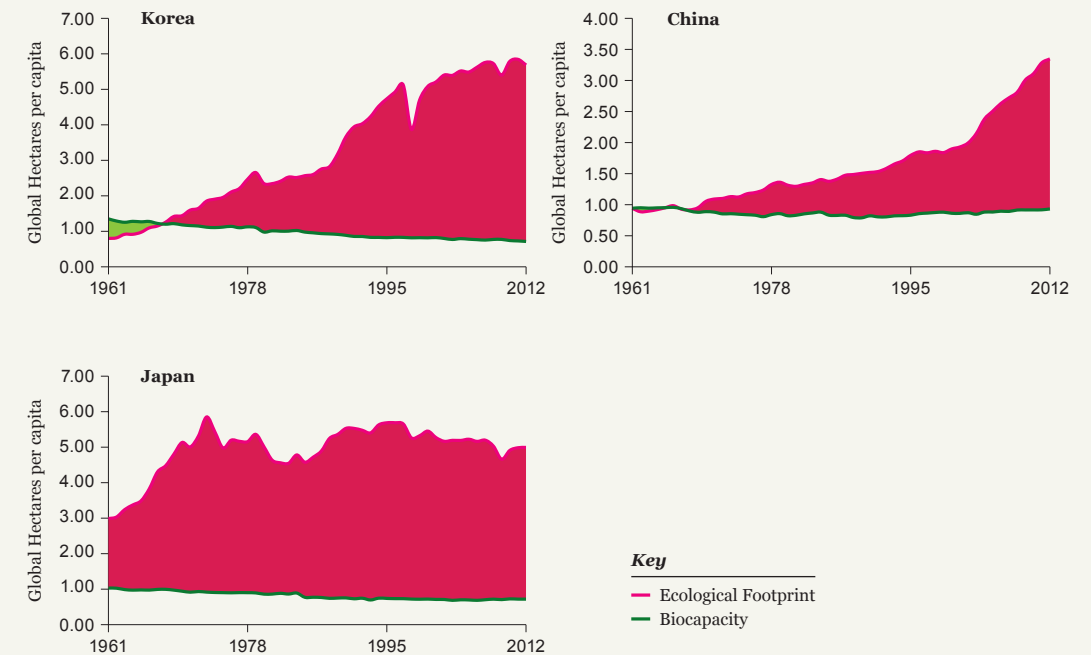 Korea
Global Hectares per capita
7.00
6.00
5.00
4.00
3.00
2.00
1.00
0.00
1961 1978 1995 2012
China
Global Hectares per capita
4.00
3.50
3.00
2.50
2.00
1.50
1.00
0.50
0.00
1961 1978 1995 2012
Japan
Global Hectares per capita
7.00
6.00
5.00
4.00
3.00
2.00
1.00
0.00
1961 1978 1995 2012
Key
Ecological Footprint
Biocapacity